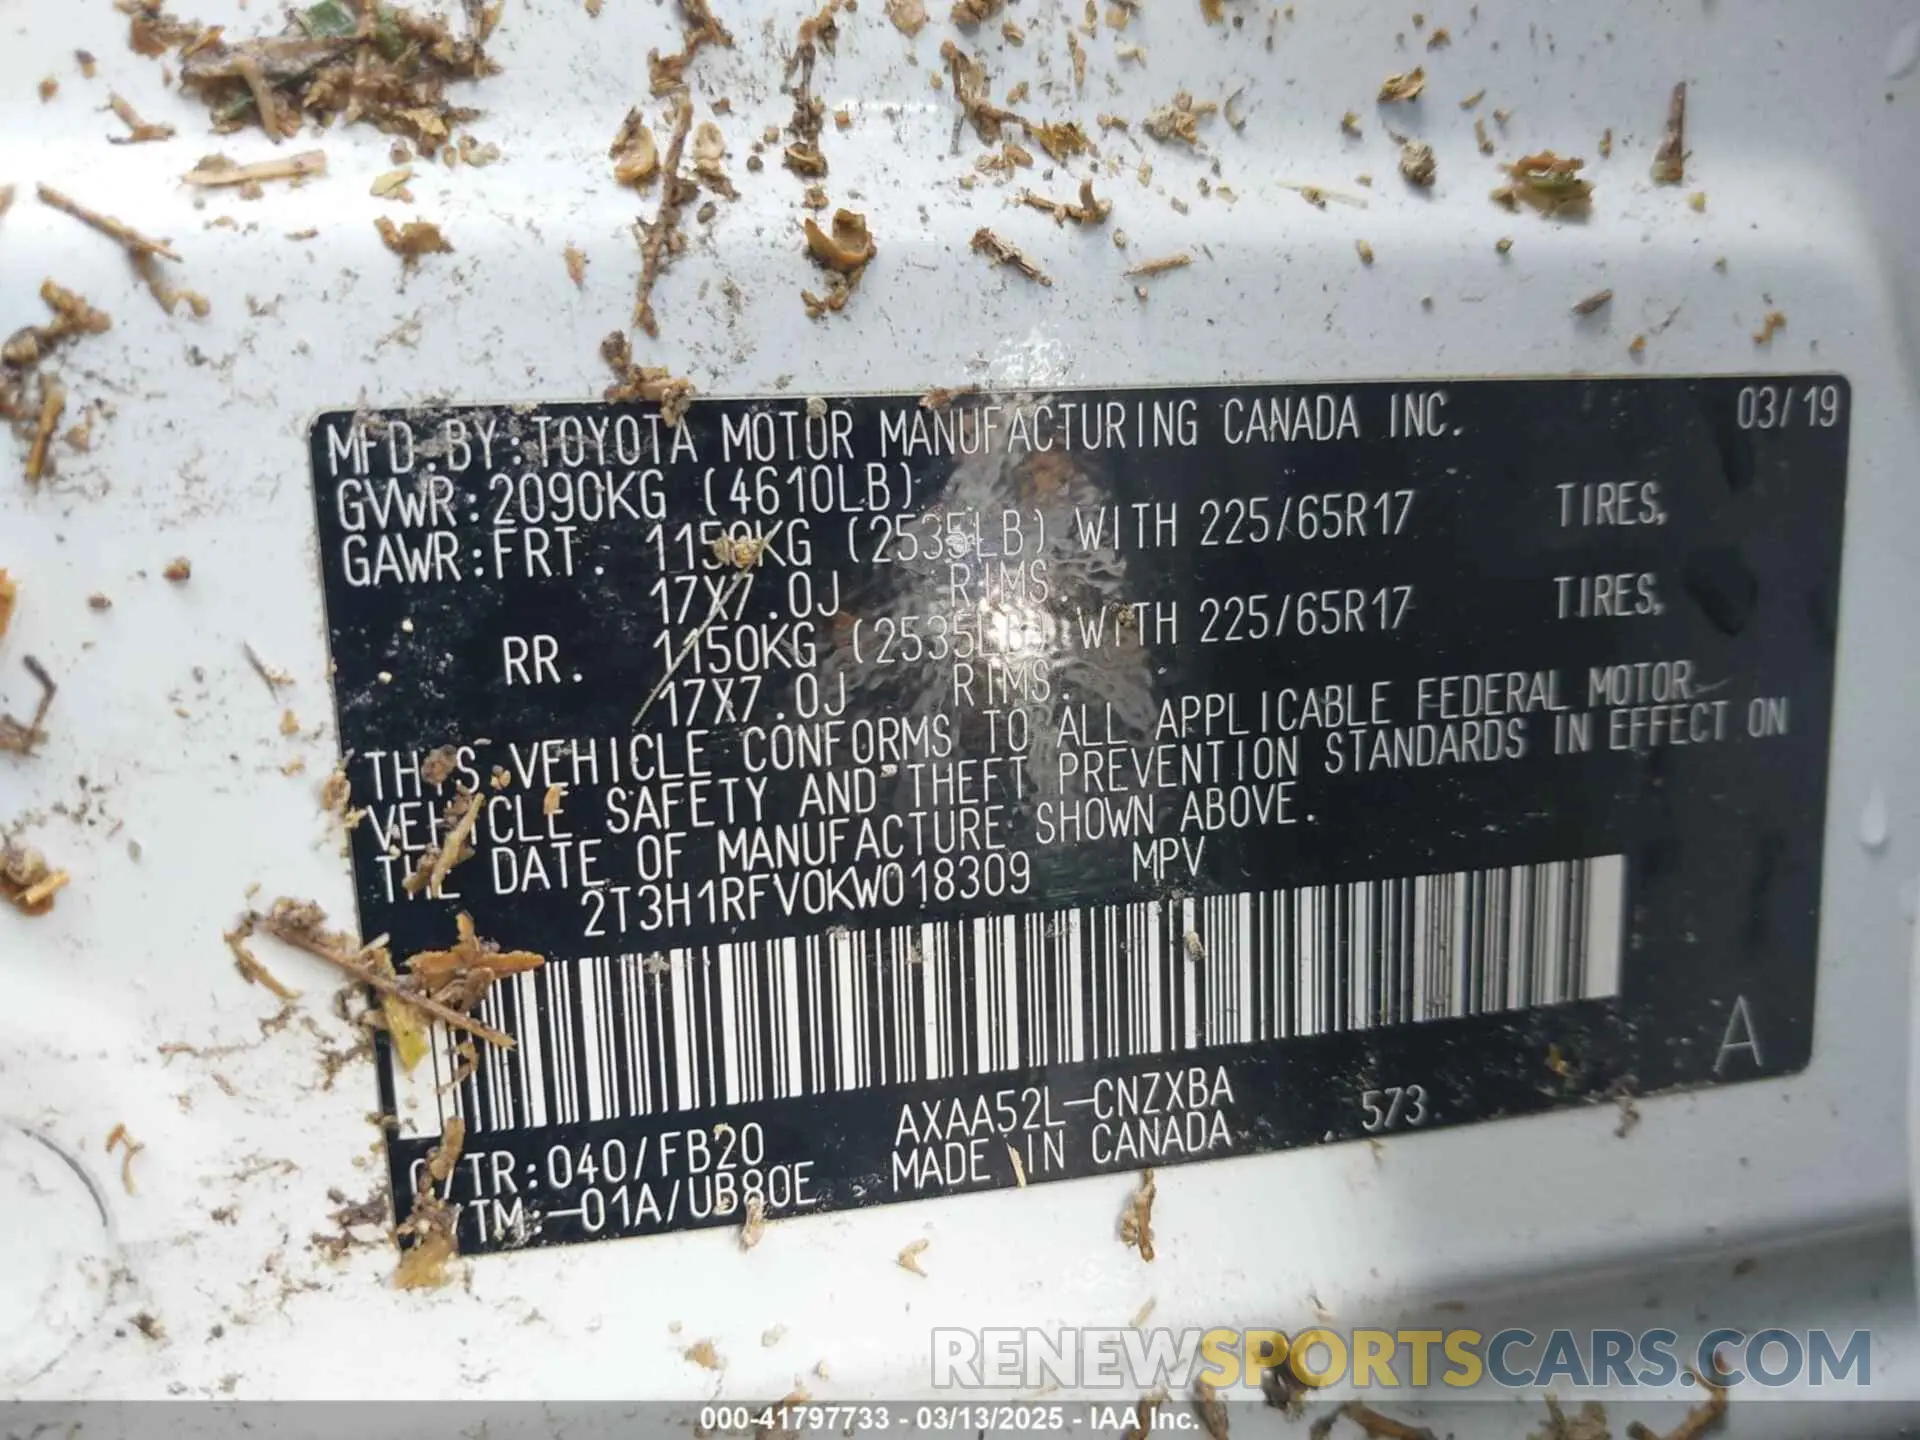 MFD.BY:TOYOTA MOTOR MANUFACTURING CANADA INC. 03/19
GVWR:2090KG (4610LB)
GAWR:FRT. 1150KG (2535LB) WITH 225/65R17 TIRES,
17X7.0J RIMS.
RR. 1150KG (2535LB) WITH 225/65R17 TIRES,
17X7.0J RIMS.
THIS VEHICLE CONFORMS TO ALL APPLICABLE FEDERAL MOTOR
VEHICLE SAFETY AND THEFT PREVENTION STANDARDS IN EFFECT ON
THE DATE OF MANUFACTURE SHOWN ABOVE.
2T3H1RFV0KW018309 MPV
A
C/TR:040/FB20 AXAA52L-CNZXBA 573
/TM:-01A/UB80E MADE IN CANADA
RENEWSPORTSCARS.COM
000-41797733 - 03/13/2025 - IAA Inc.